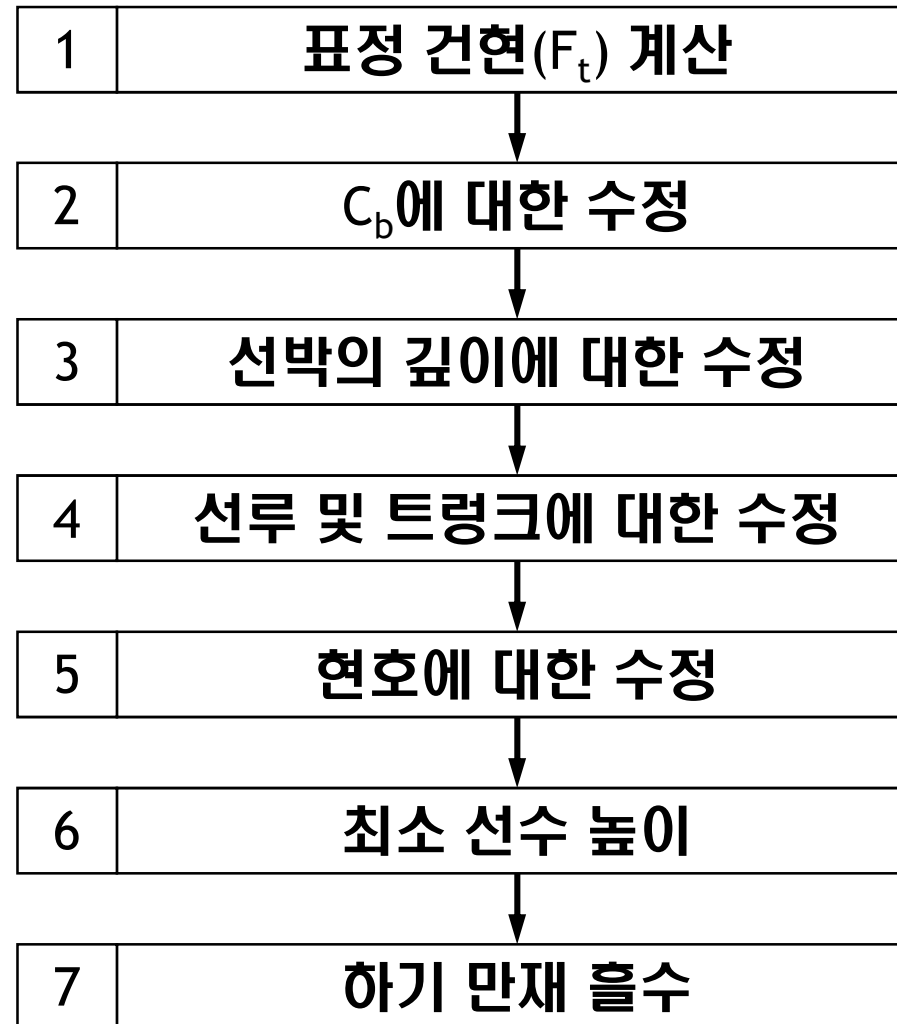 1 표정 건현(Ft) 계산
2 Cb에 대한 수정
3 선박의 깊이에 대한 수정
4 선루 및 트렁크에 대한 수정
5 현호에 대한 수정
6 최소 선수 높이
7 하기 만재 흘수